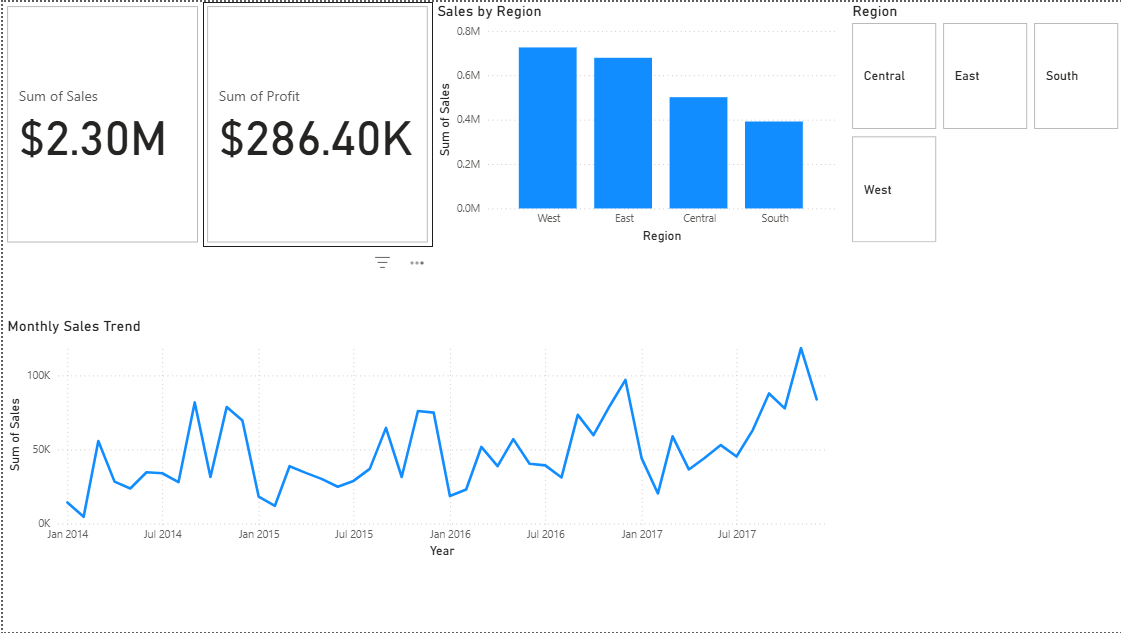 Sum of Sales
$2.30M
Sum of Profit
$286.40K
Sales by Region
Sum of Sales
0.8M
0.6M
0.4M
0.2M
0.0M
West East Central South
Region
Region
Central East South
West
Monthly Sales Trend
Sum of Sales
100K
50K
0K
Jan 2014 Jul 2014 Jan 2015 Jul 2015 Jan 2016 Jul 2016 Jan 2017 Jul 2017
Year